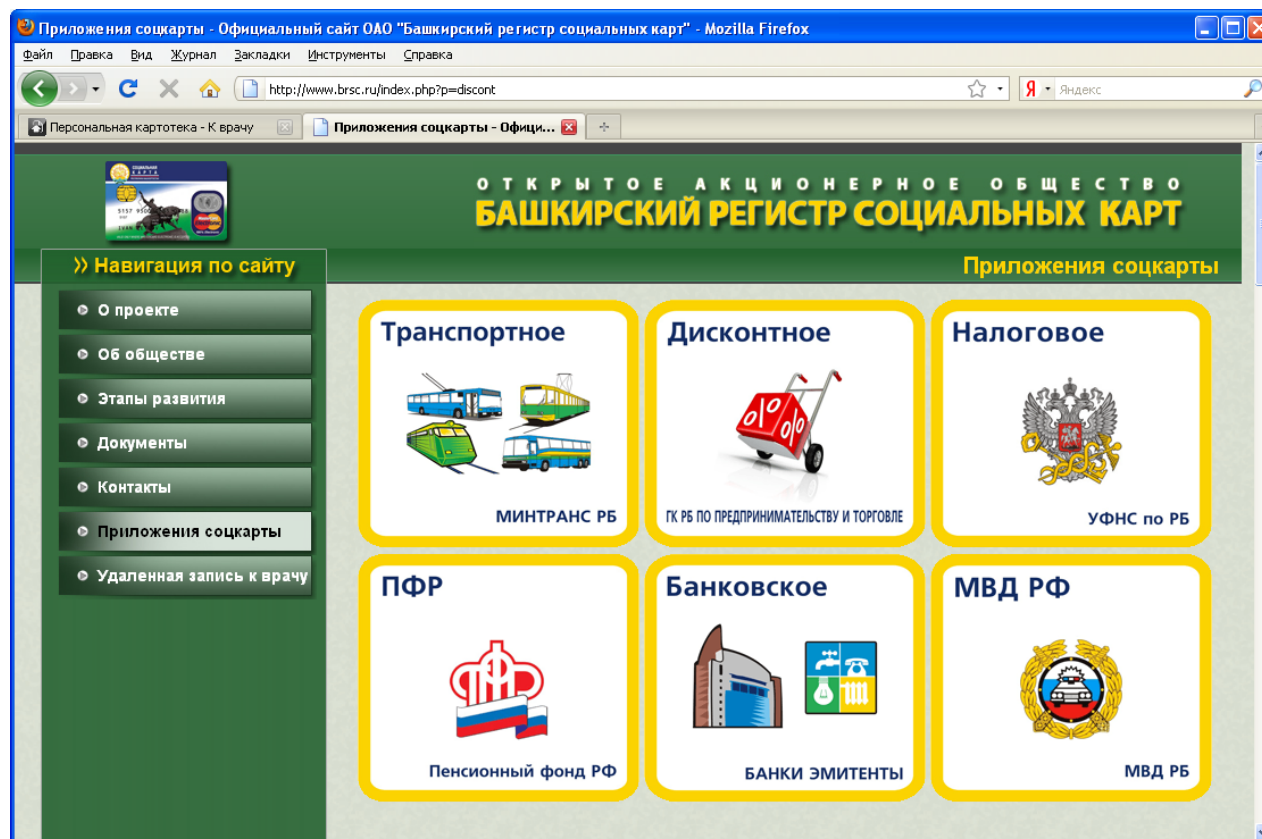 Приложения соцкарты - Официальный сайт ОАО "Башкирский регистр социальных карт" - Mozilla Firefox
Файл Правка Вид Журнал Закладки Инструменты Справка
http://www.brsc.ru/index.php?p=discont
Я Яндекс
Персональная картотека - К врачу
Приложения соцкарты - Офици...
СОЦИАЛЬНАЯ
КАРТА
ОТКРЫТОЕ АКЦИОНЕРНОЕ ОБЩЕСТВО
БАШКИРСКИЙ РЕГИСТР СОЦИАЛЬНЫХ КАРТ
Навигация по сайту
Приложения соцкарты
О проекте
Об обществе
Этапы развития
Документы
Контакты
Приложения соцкарты
Удаленная запись к врачу
Транспортное
МИНТРАНС РБ
Дисконтное
% %
ГК РБ ПО ПРЕДПРИНИМАТЕЛЬСТВУ И ТОРГОВЛЕ
Налоговое
УФНС по РБ
ПФР
Пенсионный фонд РФ
Банковское
БАНКИ ЭМИТЕНТЫ
МВД РФ
МВД РБ